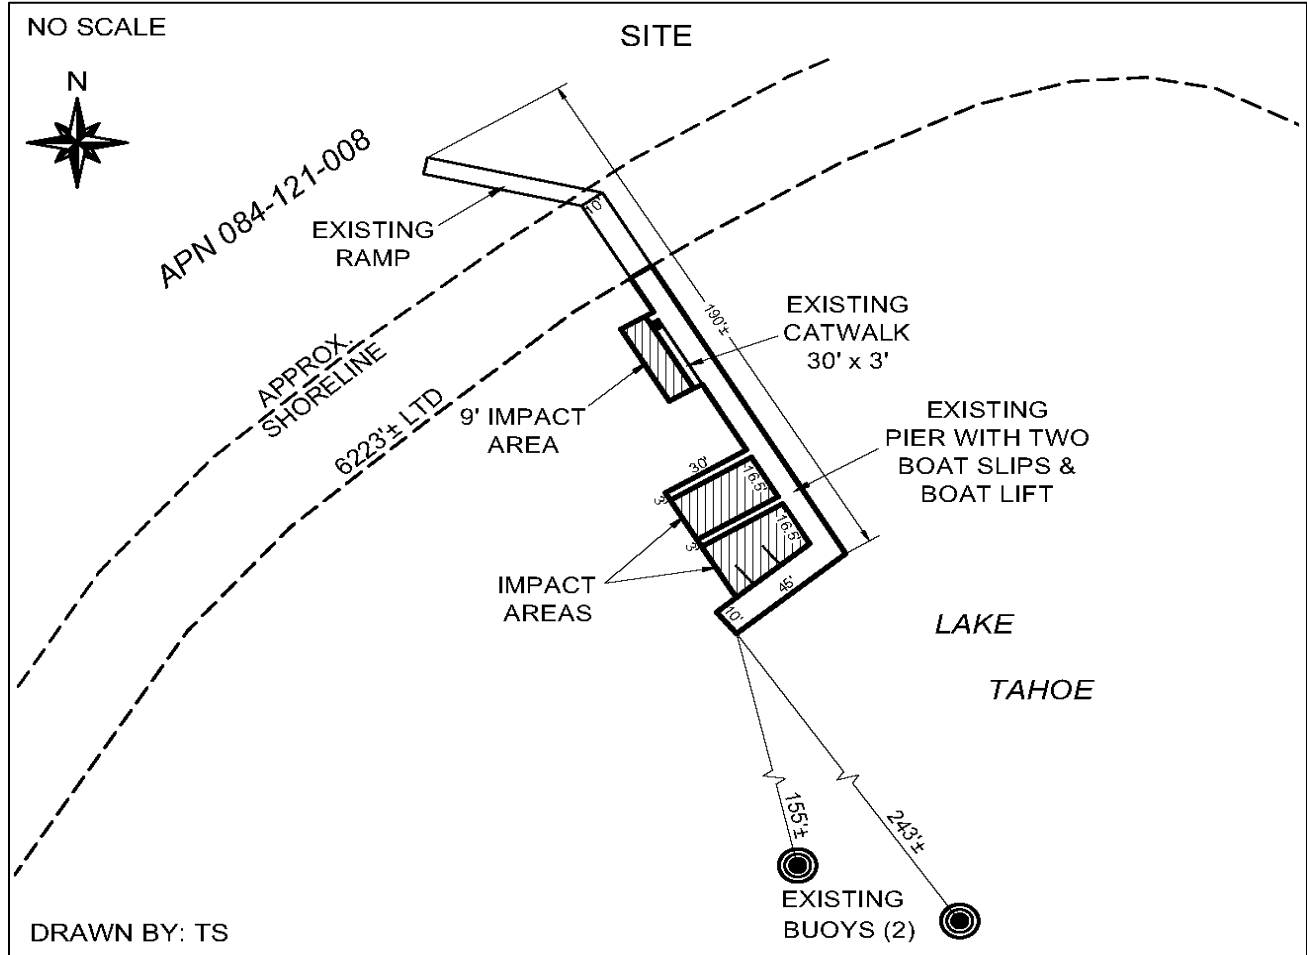 NO SCALE
SITE
N
APN 084-121-008
EXISTING
RAMP
10'
190'±
EXISTING
CATWALK
30' x 3'
APPROX.
SHORELINE
6223'± LTD
9' IMPACT
AREA
EXISTING
PIER WITH TWO
BOAT SLIPS &
BOAT LIFT
30'
3'
16.5'
3'
16.5'
IMPACT
AREAS
45'
10'
LAKE
TAHOE
155'±
243'±
EXISTING
BUOYS (2)
DRAWN BY: TS